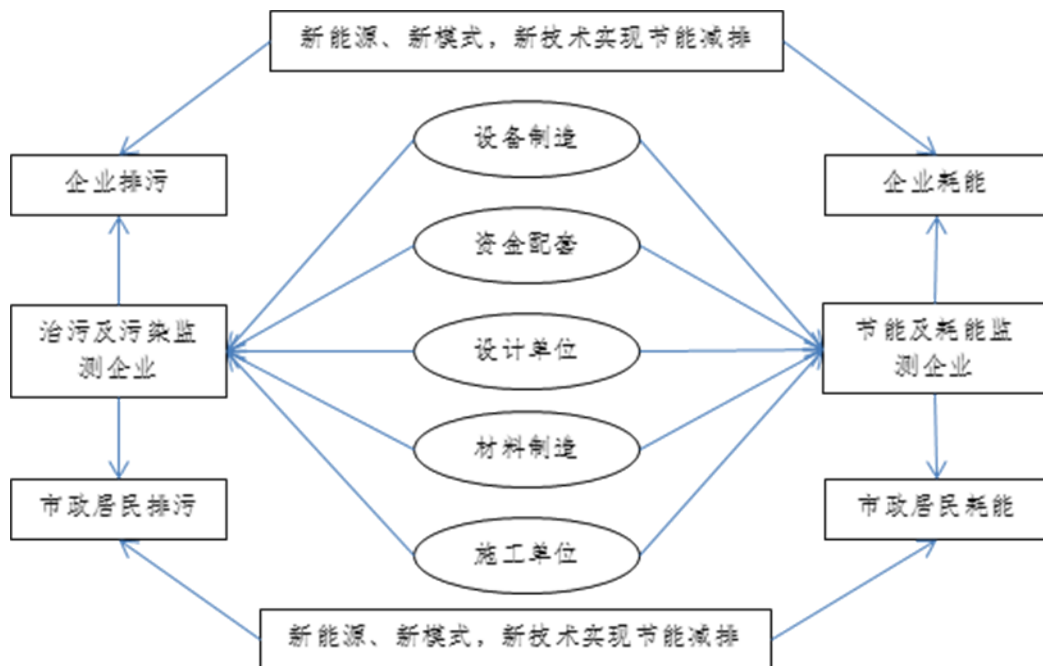 新能源、新模式，新技术实现节能减排
设备制造
企业排污
企业耗能
资金配套
治污及污染监
测企业
设计单位
节能及耗能监
测企业
材料制造
市政居民排污
市政居民耗能
施工单位
新能源、新模式，新技术实现节能减排